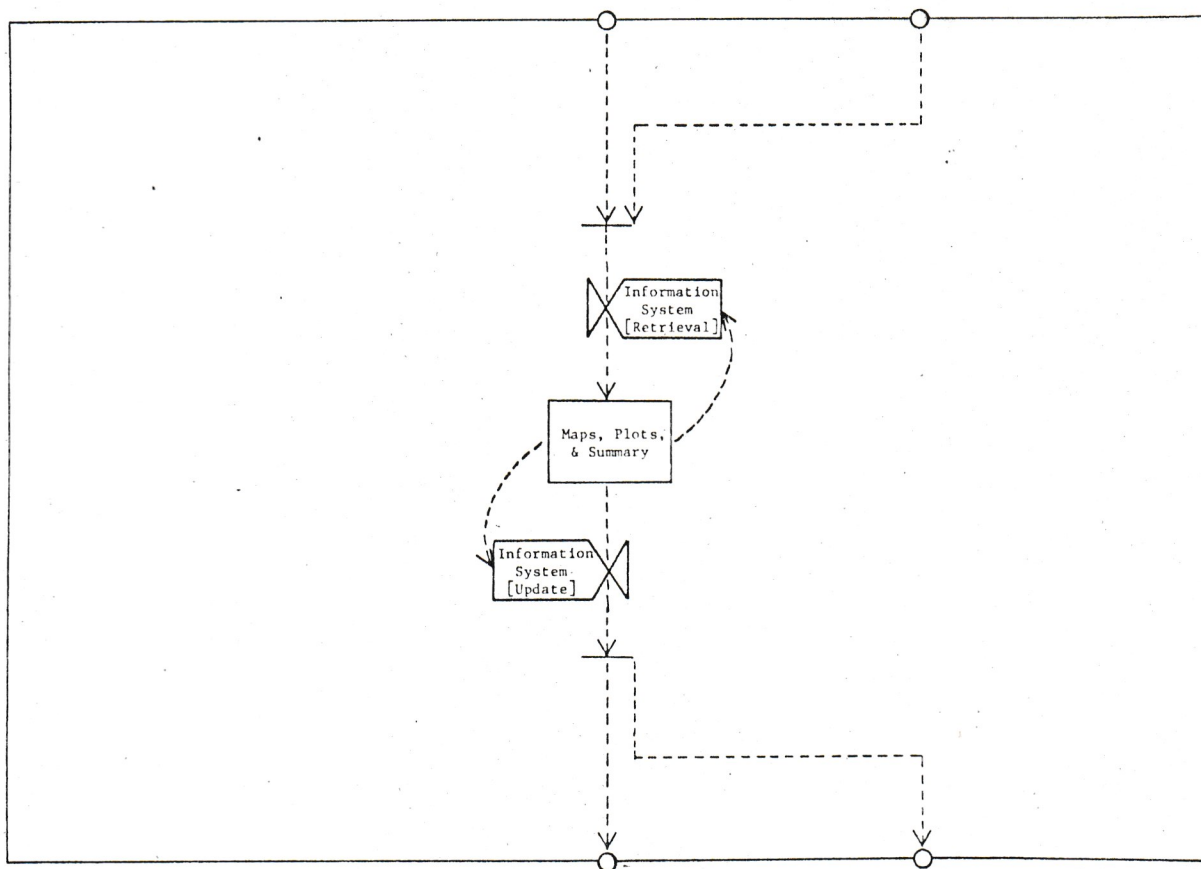 Information
System
[Retrieval]
Maps, Plots,
& Summary
Information
System
[Update]